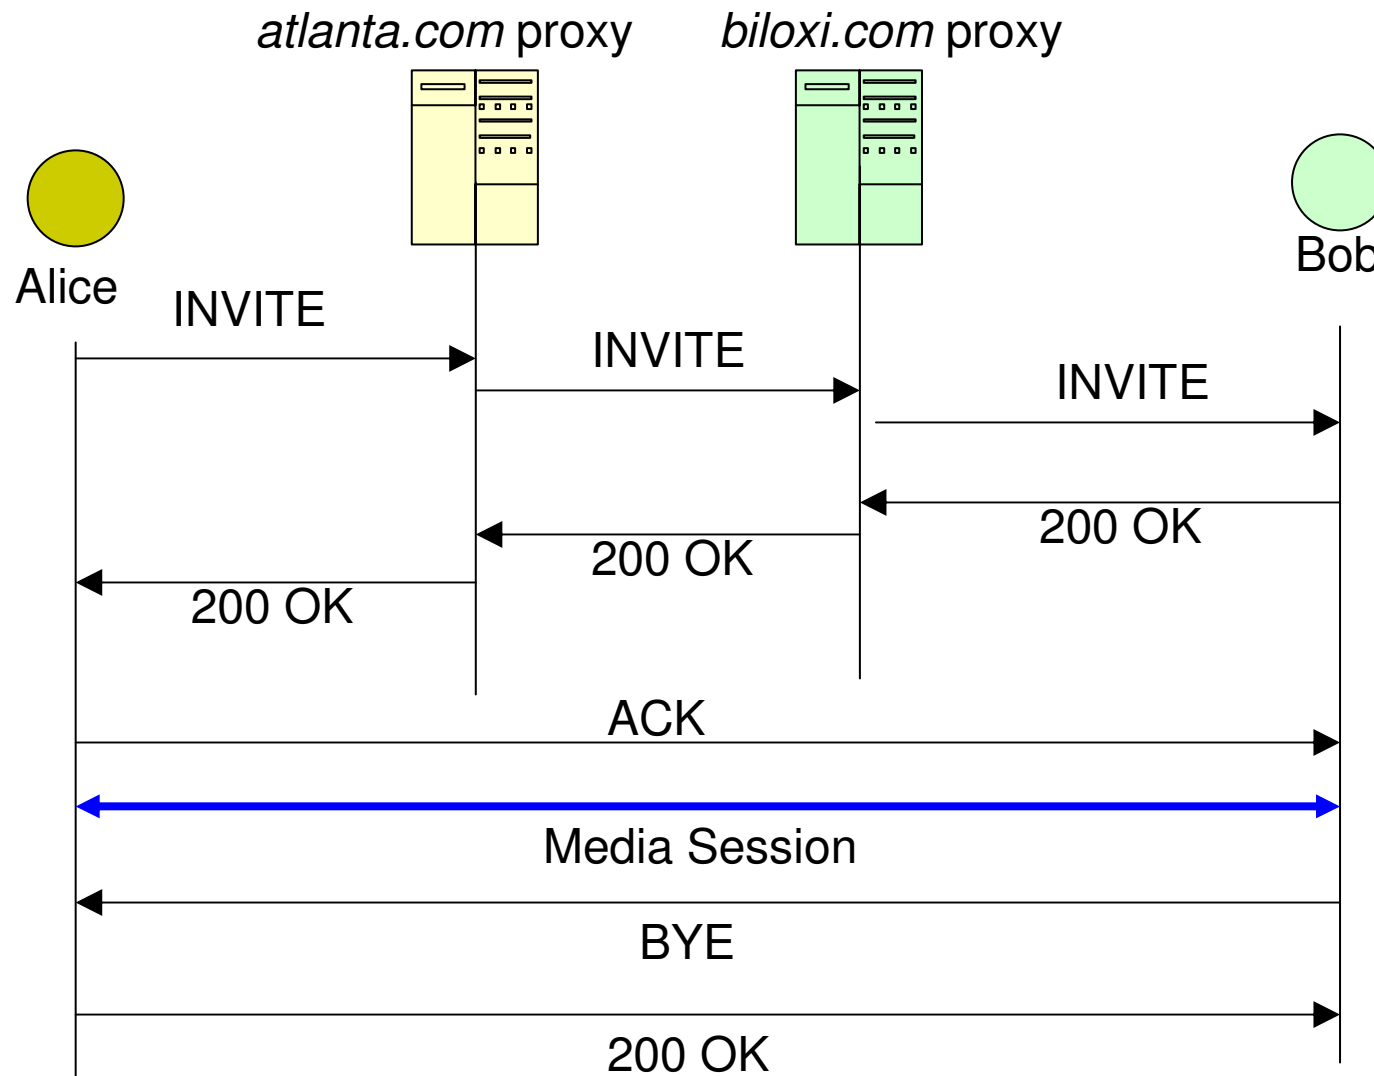 atlanta.com proxy
biloxi.com proxy
Alice
Bob
INVITE
INVITE
INVITE
200 OK
200 OK
200 OK
ACK
Media Session
BYE
200 OK